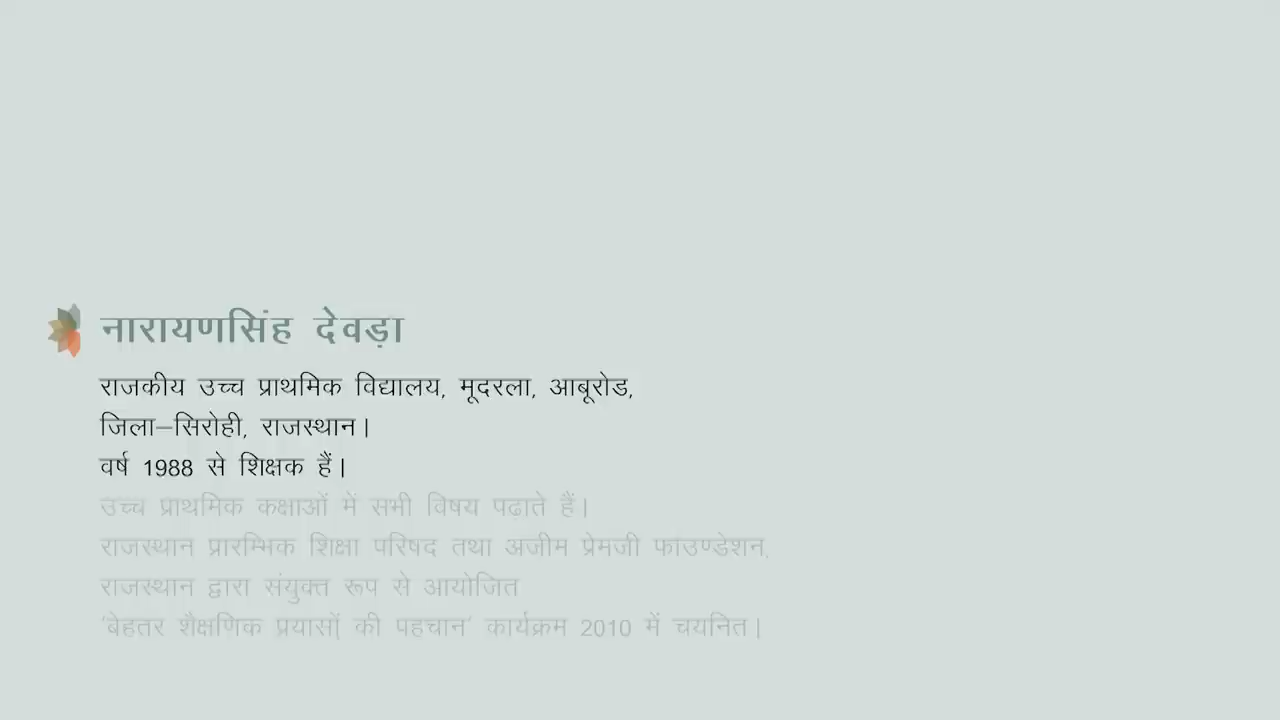 नारायणसिंह देवड़ा
राजकीय उच्च प्राथमिक विद्यालय, मूदरला, आबूरोड,
जिला–सिरोही, राजस्थान।
वर्ष 1988 से शिक्षक हैं।
उच्च प्राथमिक कक्षाओं में सभी विषय पढाते हैं।
राजस्थान प्रारम्भिक शिक्षा परिषद तथा अजीम प्रेमजी फाउण्डेशन,
राजस्थान द्वारा संयुक्त रूप से आयोजित
'बेहतर शैक्षणिक प्रयासों की पहचान' कार्यक्रम 2010 में चयनित।